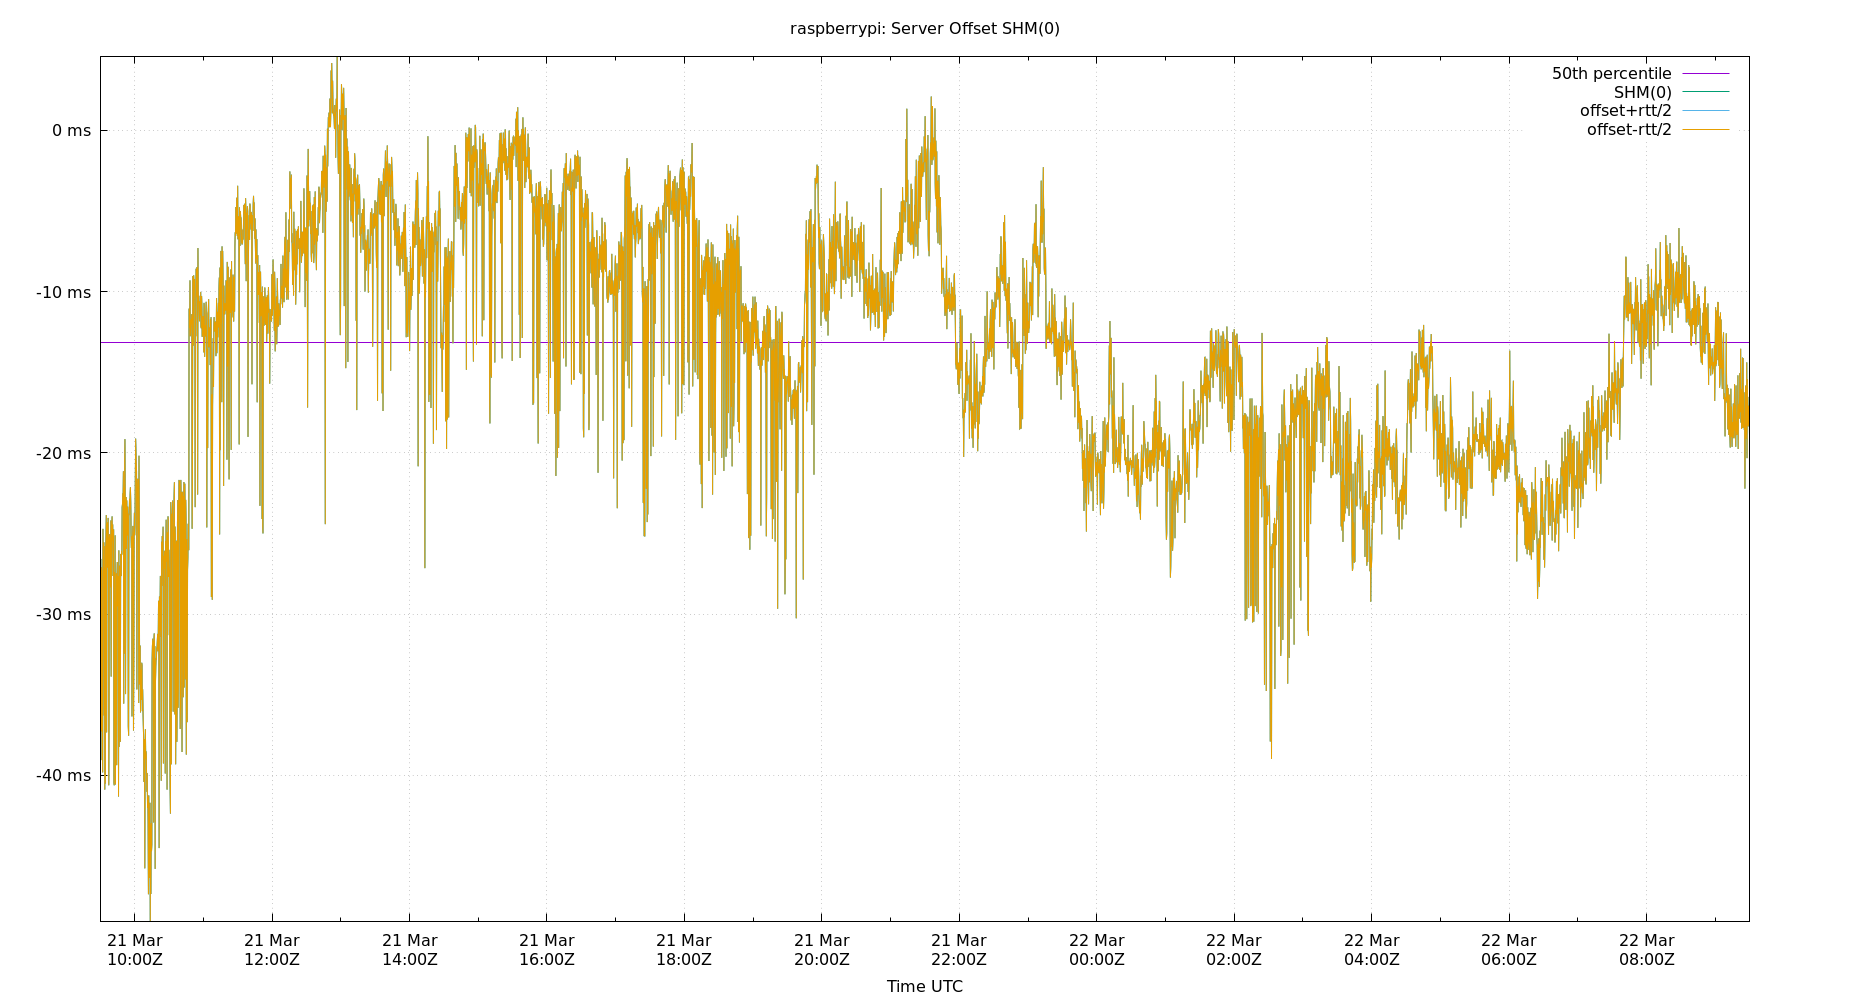 raspberrypi: Server Offset SHM(0)
50th percentile
SHM(0)
offset+rtt/2
offset-rtt/2
0 ms
-10 ms
-20 ms
-30 ms
-40 ms
21 Mar 21 Mar 21 Mar 21 Mar 21 Mar 21 Mar 21 Mar 22 Mar 22 Mar 22 Mar 22 Mar 22 Mar
10:00Z 12:00Z 14:00Z 16:00Z 18:00Z 20:00Z 22:00Z 00:00Z 02:00Z 04:00Z 06:00Z 08:00Z
Time UTC